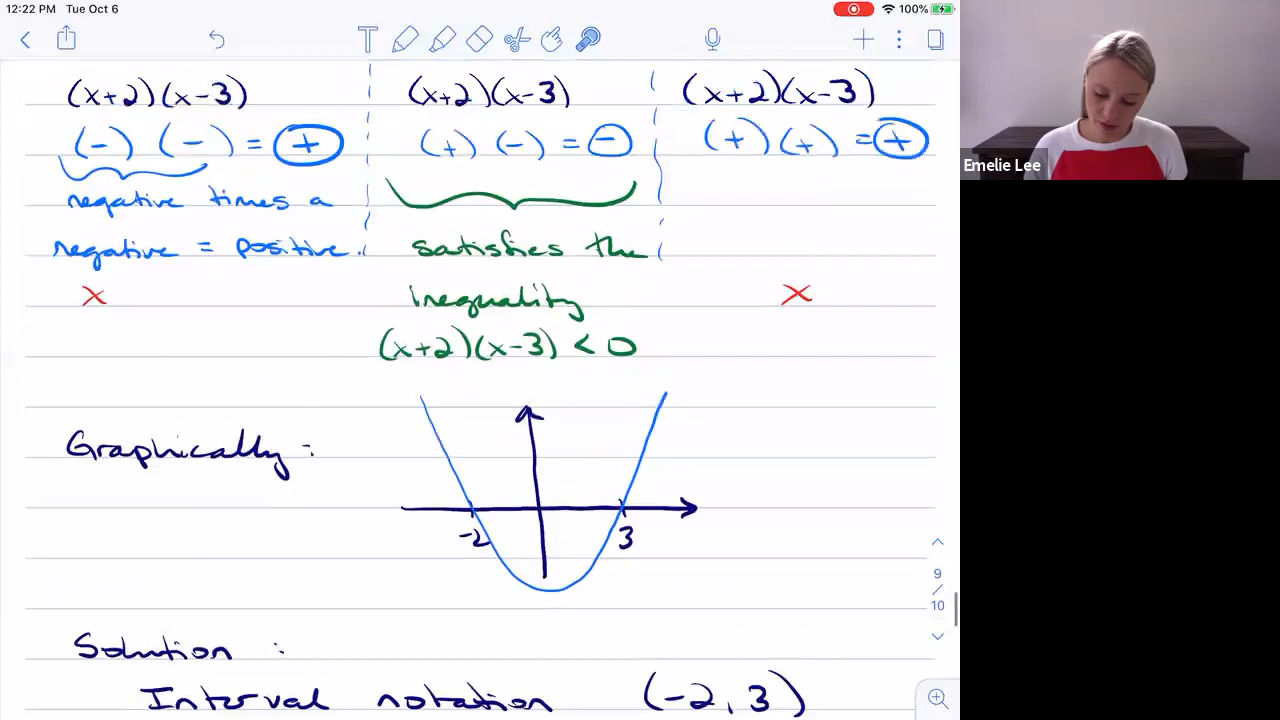 12:22 PM Tue Oct 6 100%
T
(x+2)(x-3) (x+2)(x-3) (x+2)(x-3)
(-) (-) = + (+) (-) = - (+) (+) = +
negative times a
negative = positive.
satisfies the
inequality
(x+2)(x-3) < 0
x x
Graphically :
-2 3
Solution :
Interval notation (-2, 3)
9
/
10
Emelie Lee